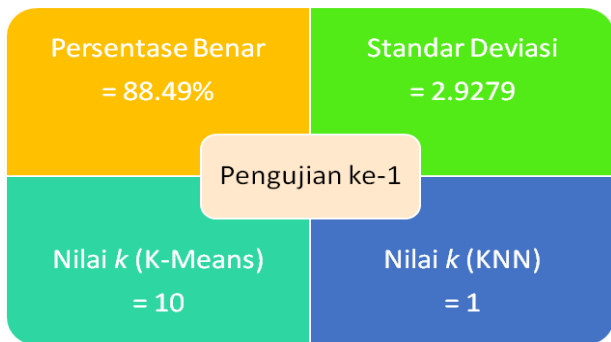 Persentase Benar
= 88.49%
Standar Deviasi
= 2.9279
Pengujian ke-1
Nilai k (K-Means)
= 10
Nilai k (KNN)
= 1